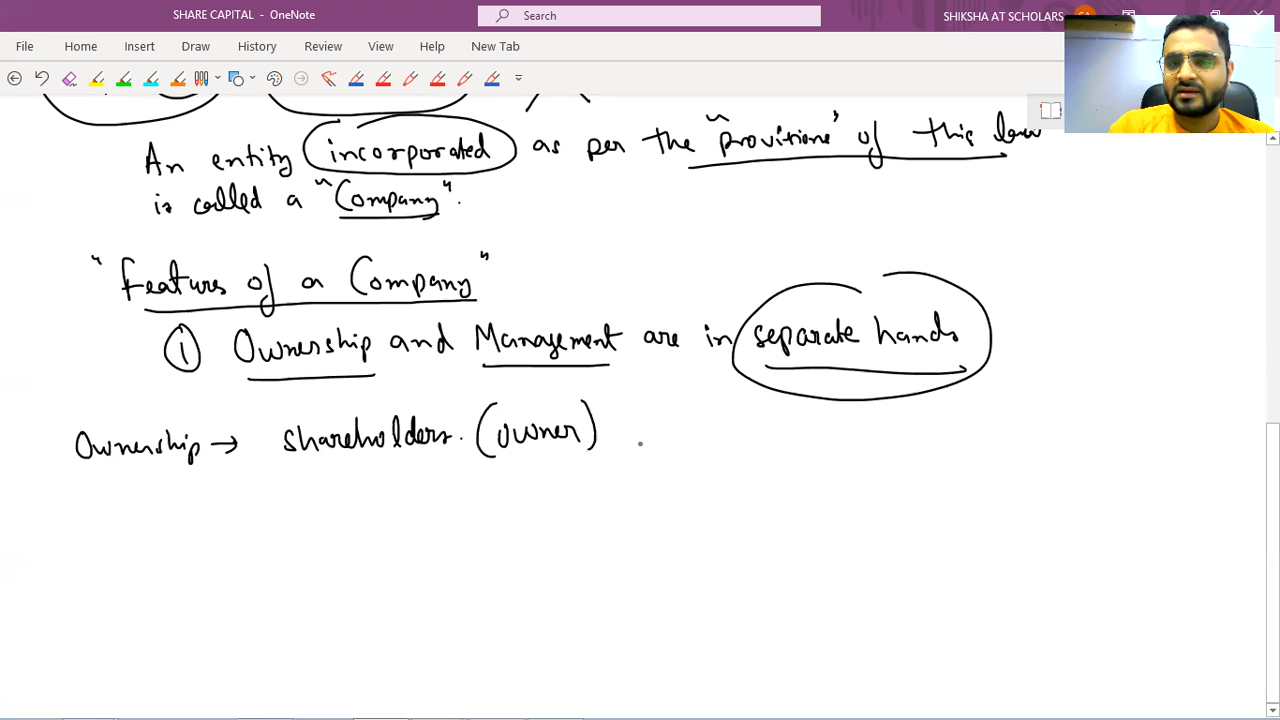 SHARE CAPITAL - OneNote
Search
SHIKSHA AT SCHOLARS
File Home Insert Draw History Review View Help New Tab
An entity incorporated as per the "provisions" of this law
is called a "Company".
"Features of a Company"
① Ownership and Management are in separate hands
Ownership → shareholders. (owner)